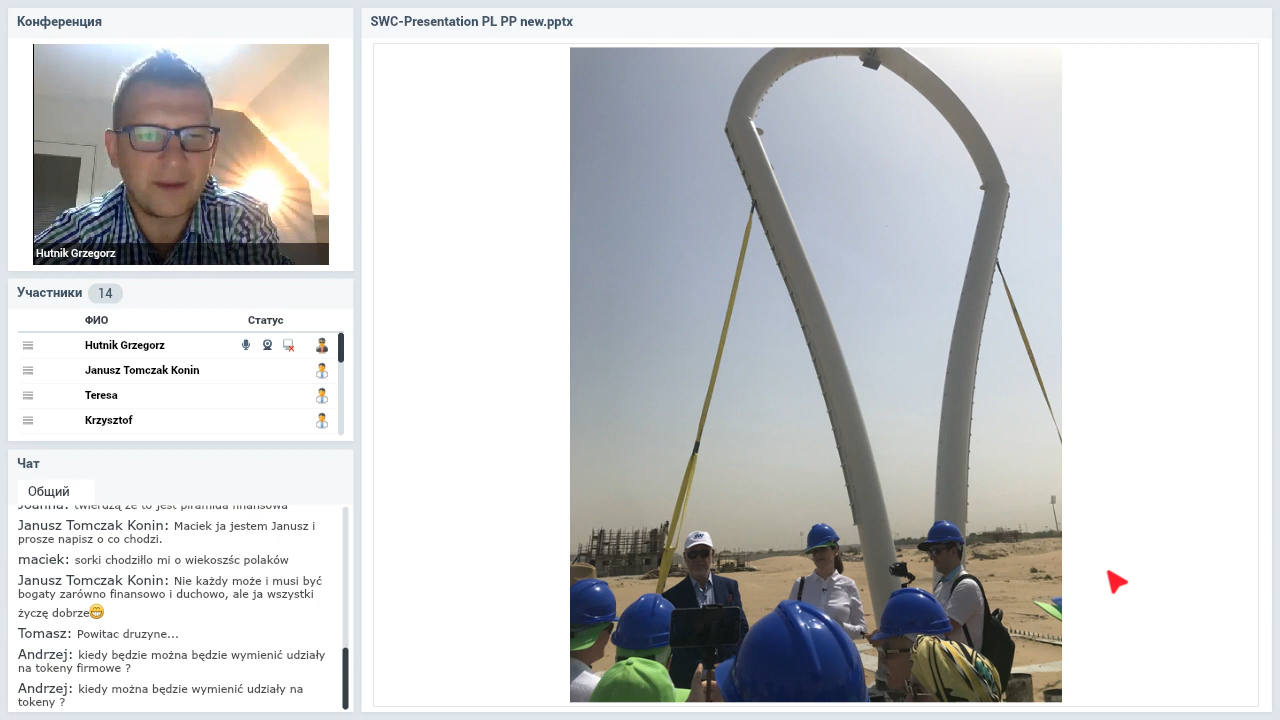 Конференция
Hutnik Grzegorz
Участники 14
ФИО Статус
Hutnik Grzegorz
Janusz Tomczak Konin
Teresa
Krzysztof
Чат
Общий
Joanna: twierdzą że to jest piramida finansowa
Janusz Tomczak Konin: Maciek ja jestem Janusz i
prosze napisz o co chodzi.
maciek: sorki chodziłło mi o wiekoszśc polaków
Janusz Tomczak Konin: Nie każdy może i musi być
bogaty zarówno finansowo i duchowo, ale ja wszystki
życzę dobrze
Tomasz: Powitac druzyne...
Andrzej: kiedy będzie można będzie wymienić udziały
na tokeny firmowe ?
Andrzej: kiedy można będzie wymienić udziały na
tokeny ?
SWC-Presentation PL PP new.pptx